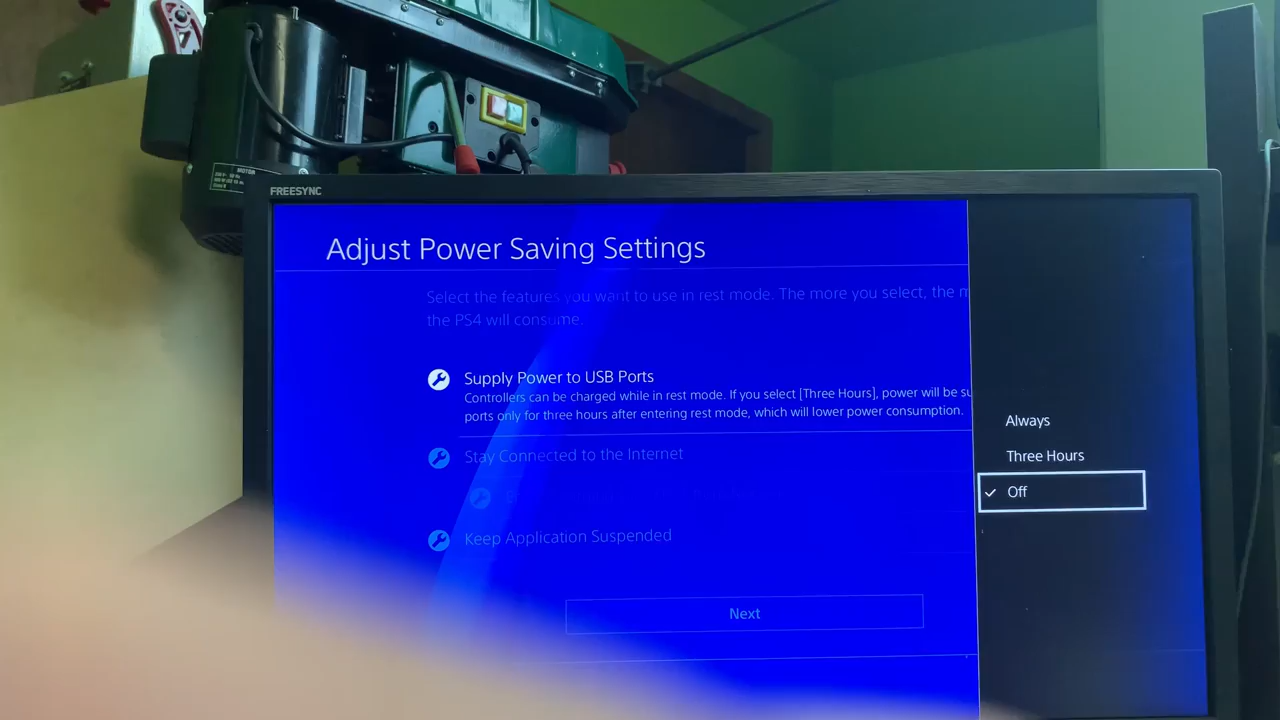 FREESYNC
MOTOR
Adjust Power Saving Settings
Select the features you want to use in rest mode. The more you select, the m
the PS4 will consume.
Supply Power to USB Ports
Controllers can be charged while in rest mode. If you select [Three Hours], power will be su
ports only for three hours after entering rest mode, which will lower power consumption.
Stay Connected to the Internet
Keep Application Suspended
Next
Always
Three Hours
Off